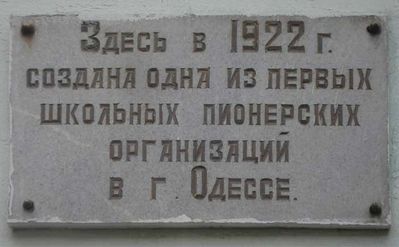 Здесь в 1922 г.
создана одна из первых
школьных пионерских
организаций
в г. Одессе.